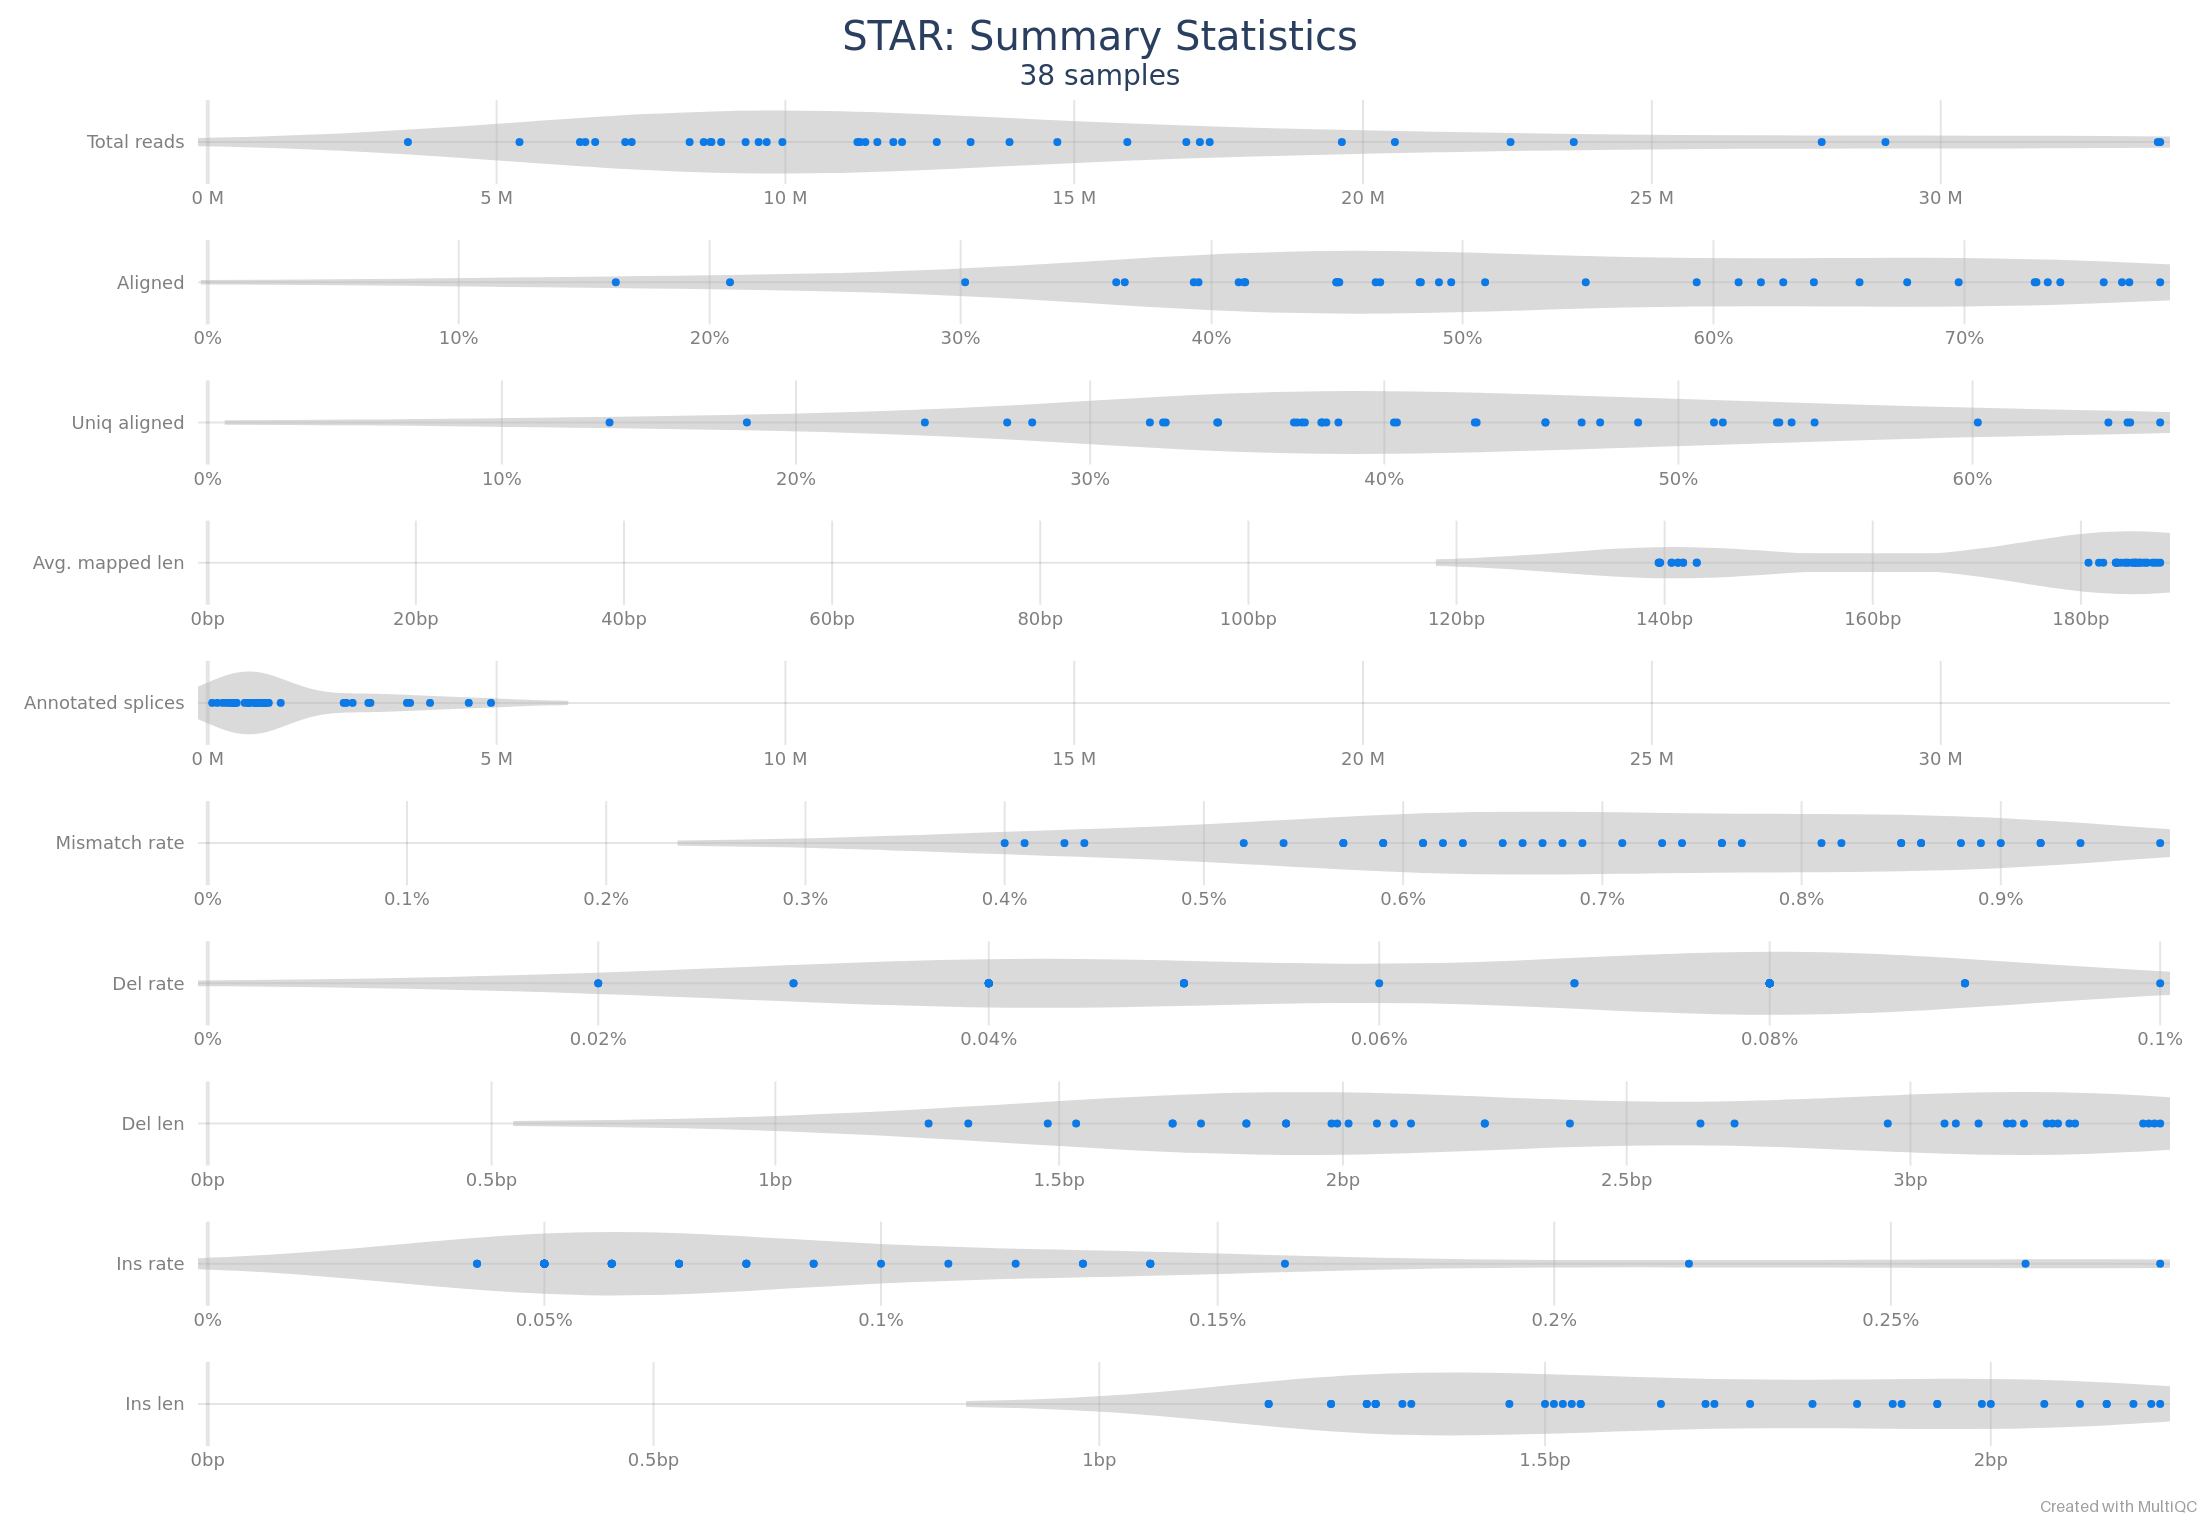 STAR: Summary Statistics
38 samples
Total reads
0 M 5 M 10 M 15 M 20 M 25 M 30 M
Aligned
0% 10% 20% 30% 40% 50% 60% 70%
Uniq aligned
0% 10% 20% 30% 40% 50% 60%
Avg. mapped len
0bp 20bp 40bp 60bp 80bp 100bp 120bp 140bp 160bp 180bp
Annotated splices
0 M 5 M 10 M 15 M 20 M 25 M 30 M
Mismatch rate
0% 0.1% 0.2% 0.3% 0.4% 0.5% 0.6% 0.7% 0.8% 0.9%
Del rate
0% 0.02% 0.04% 0.06% 0.08% 0.1%
Del len
0bp 0.5bp 1bp 1.5bp 2bp 2.5bp 3bp
Ins rate
0% 0.05% 0.1% 0.15% 0.2% 0.25%
Ins len
0bp 0.5bp 1bp 1.5bp 2bp
Created with MultiQC